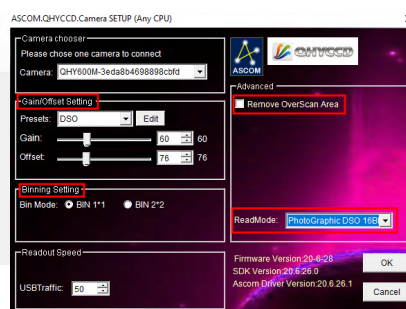 ASCOM.QHYCCD.Camera SETUP (Any CPU)
Camera chooser
Please chose one camera to connect
Camera: QHY600M-3eda8b4698898cbfd
ASCOM
QHYCCD
Gain/Offset Setting
Presets: DSO Edit
Gain: 60 60
Offset: 76 76
Advanced
Remove OverScan Area
Binning Setting
Bin Mode: BIN 1*1 BIN 2*2
ReadMode: PhotoGraphic DSO 16B
Readout Speed
USBTraffic: 50
Firmware Version:20-6-28
SDK Version:20.6.26.0
Ascom Driver Version:20.6.26.1
OK
Cancel